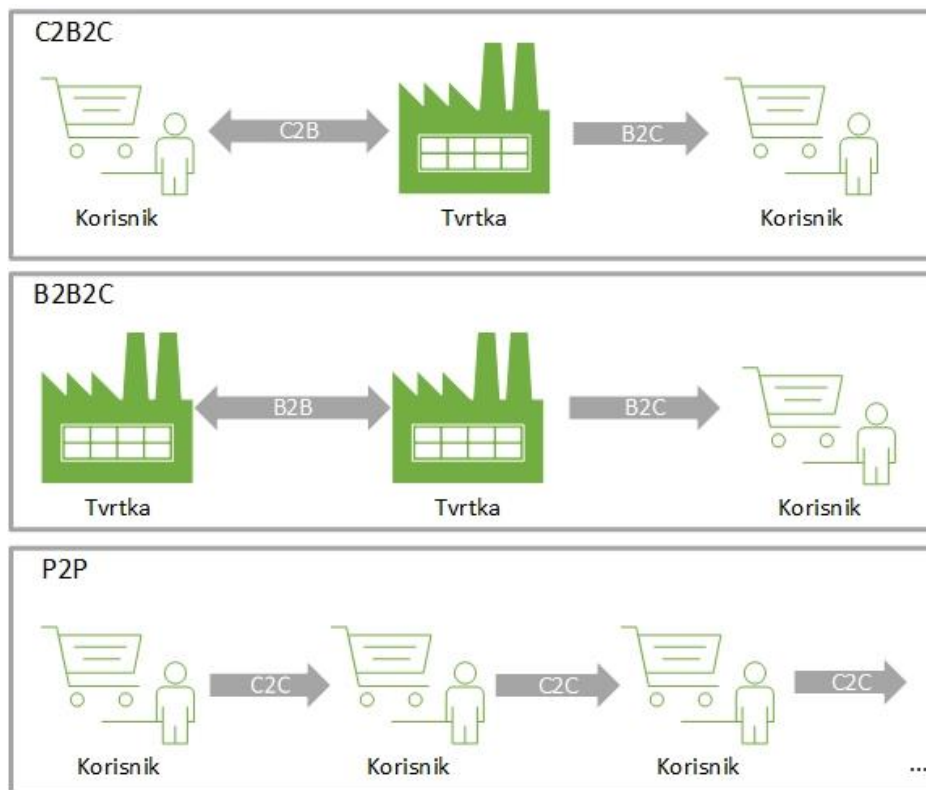 C2B2C
C2B
B2C
Korisnik
Tvrtka
Korisnik
B2B2C
B2B
B2C
Tvrtka
Tvrtka
Korisnik
P2P
C2C
C2C
C2C
Korisnik
Korisnik
Korisnik
...